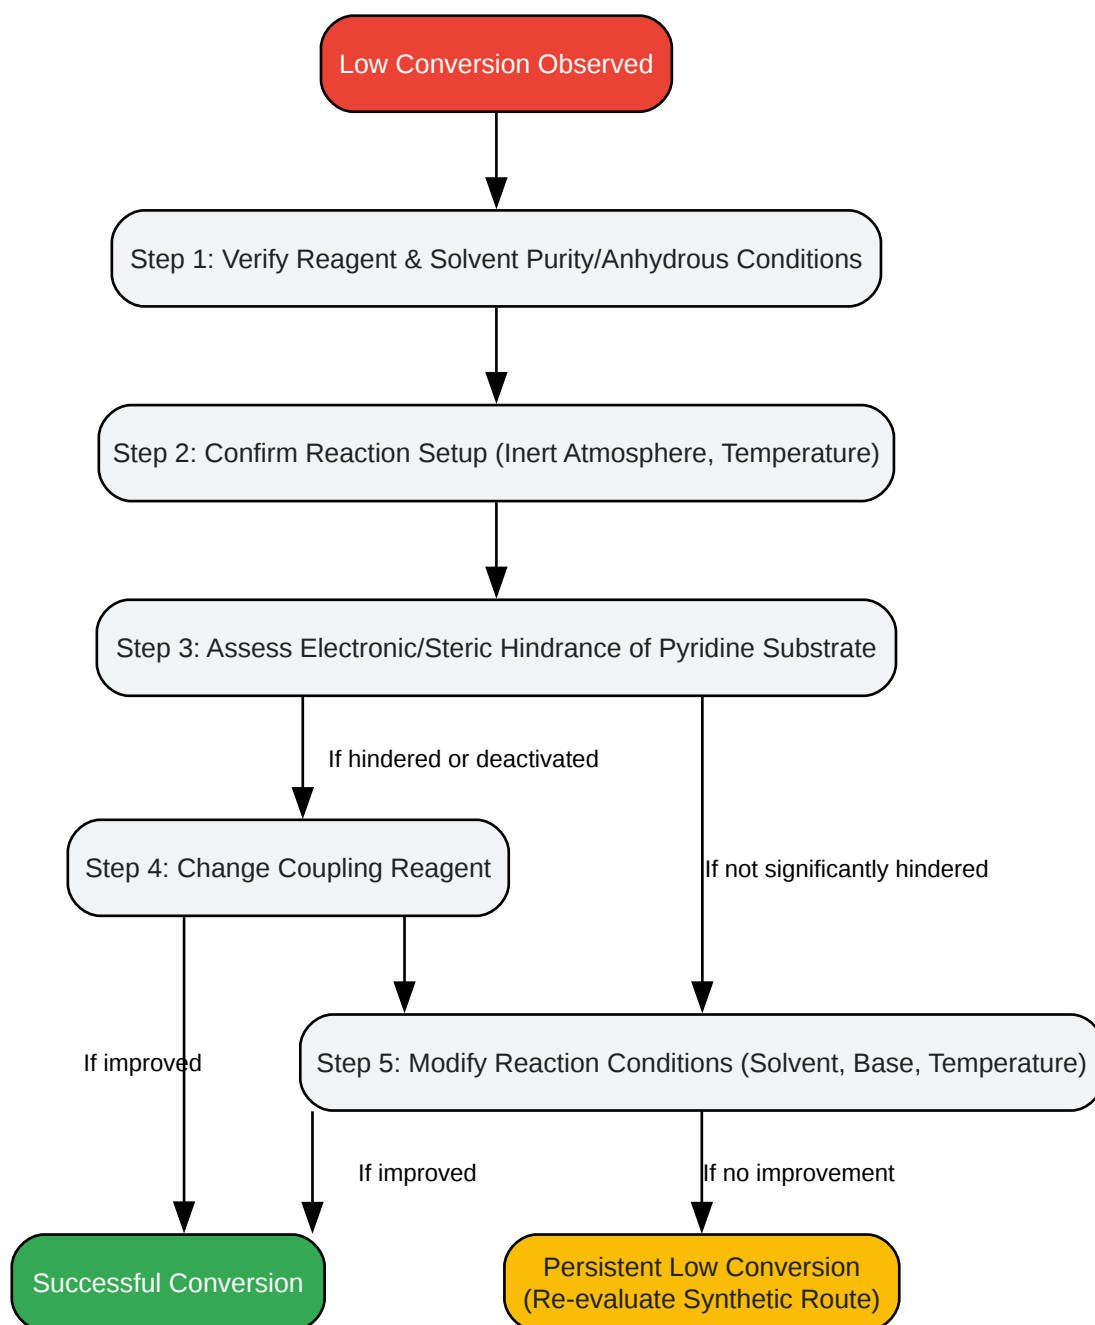 Low Conversion Observed
Step 1: Verify Reagent & Solvent Purity/Anhydrous Conditions
Step 2: Confirm Reaction Setup (Inert Atmosphere, Temperature)
Step 3: Assess Electronic/Steric Hindrance of Pyridine Substrate
If hindered or deactivated
Step 4: Change Coupling Reagent
If not significantly hindered
If improved
Step 5: Modify Reaction Conditions (Solvent, Base, Temperature)
If improved
If no improvement
Successful Conversion
Persistent Low Conversion
(Re-evaluate Synthetic Route)